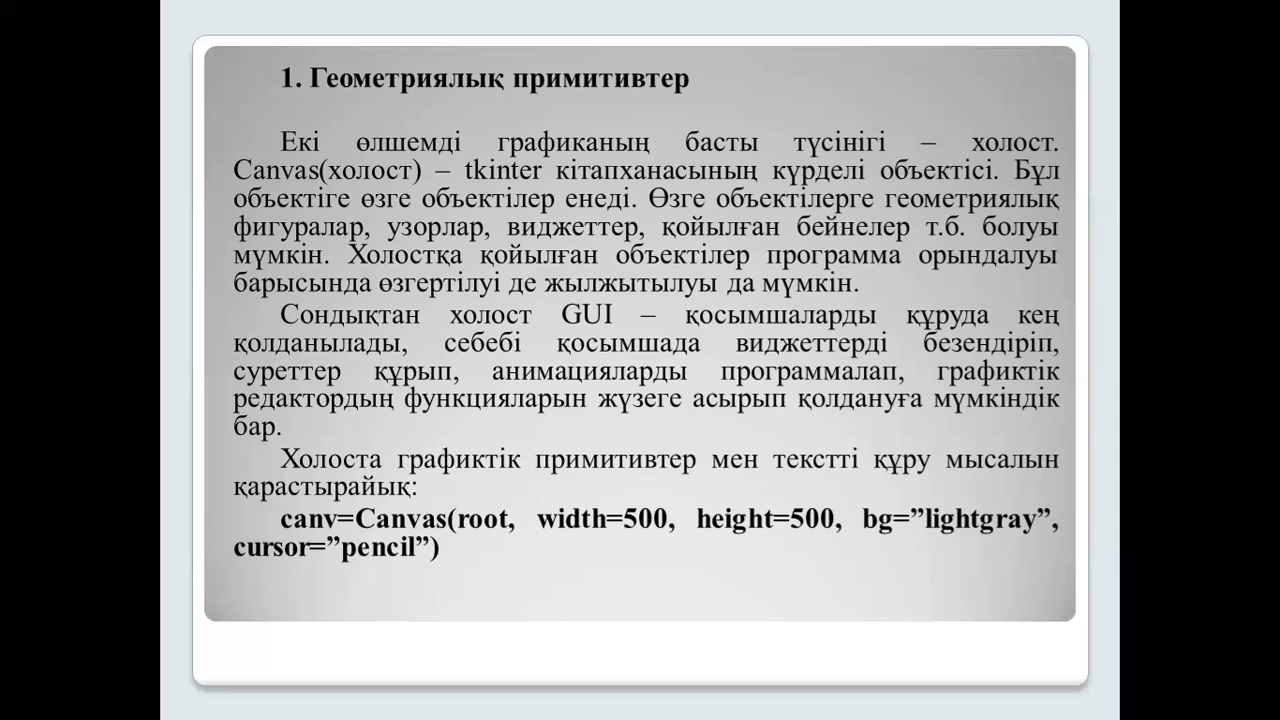 1. Геометриялық примитивтер
Екі өлшемді графиканың басты түсінігі – холост.
Canvas(холост) – tkinter кітапханасының күрделі объектісі. Бұл
объектіге өзге объектілер енеді. Өзге объектілерге геометриялық
фигуралар, узорлар, виджеттер, қойылған бейнелер т.б. болуы
мүмкін. Холостқа қойылған объектілер программа орындалуы
барысында өзгертілуі де жылжытылуы да мүмкін.
Сондықтан холост GUI – қосымшаларды құруда кең
қолданылады, себебі қосымшада виджеттерді безендіріп,
суреттер құрып, анимацияларды программалап, графиктік
редактордың функцияларын жүзеге асырып қолдануға мүмкіндік
бар.
Холоста графиктік примитивтер мен текстті құру мысалын
қарастырайық:
canv=Canvas(root, width=500, height=500, bg=”lightgray”,
cursor=”pencil”)